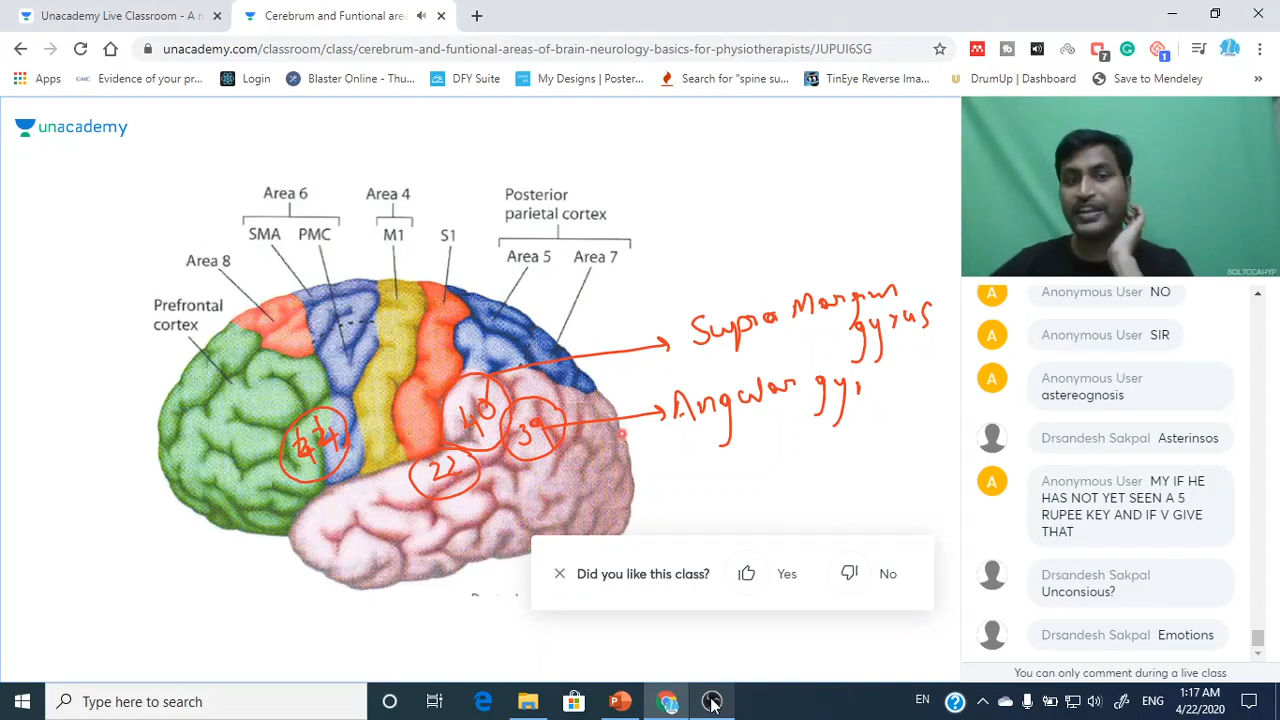 Unacademy Live Classroom - A n
Cerebrum and Funtional area
unacademy.com/classroom/class/cerebrum-and-funtional-areas-of-brain-neurology-basics-for-physiotherapists/JPUPUI6SG
7
1
Apps
GMC
Evidence of your pr...
Login
Blaster Online - Thu...
DFY Suite
My Designs | Poster...
Search for "spine su...
TinEye Reverse Ima...
DrumUp | Dashboard
Save to Mendeley
»
unacademy
Area 6
Area 4
Posterior
parietal cortex
SMA
PMC
M1
S1
Area 5
Area 7
Area 8
Prefrontal
cortex
Supra Margin
gyrus
Angular gy
40
39
22
44
Did you like this class?
Yes
No
SQLTCCAHYP
A
Anonymous User NO
A
Anonymous User SIR
A
Anonymous User
astereognosis
Drsandesh Sakpal Asterinsos
A
Anonymous User MY IF HE
HAS NOT YET SEEN A 5
RUPEE KEY AND IF V GIVE
THAT
Drsandesh Sakpal
Unconsious?
Drsandesh Sakpal Emotions
You can only comment during a live class
Type here to search
EN
ENG
1:17 AM
4/22/2020